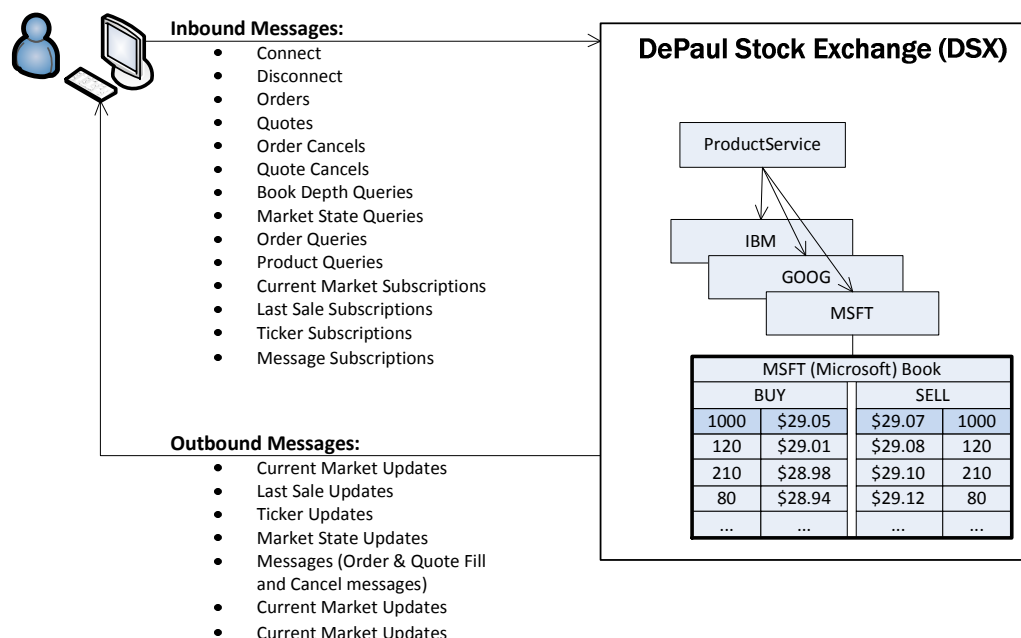 Inbound Messages:
• Connect
• Disconnect
• Orders
• Quotes
• Order Cancels
• Quote Cancels
• Book Depth Queries
• Market State Queries
• Order Queries
• Product Queries
• Current Market Subscriptions
• Last Sale Subscriptions
• Ticker Subscriptions
• Message Subscriptions
Outbound Messages:
• Current Market Updates
• Last Sale Updates
• Ticker Updates
• Market State Updates
• Messages (Order & Quote Fill
and Cancel messages)
• Current Market Updates
• Current Market Updates
DePaul Stock Exchange (DSX)
ProductService
IBM
GOOG
MSFT
MSFT (Microsoft) Book
BUY SELL
1000 $29.05 $29.07 1000
120 $29.01 $29.08 120
210 $28.98 $29.10 210
80 $28.94 $29.12 80
... ... ... ...